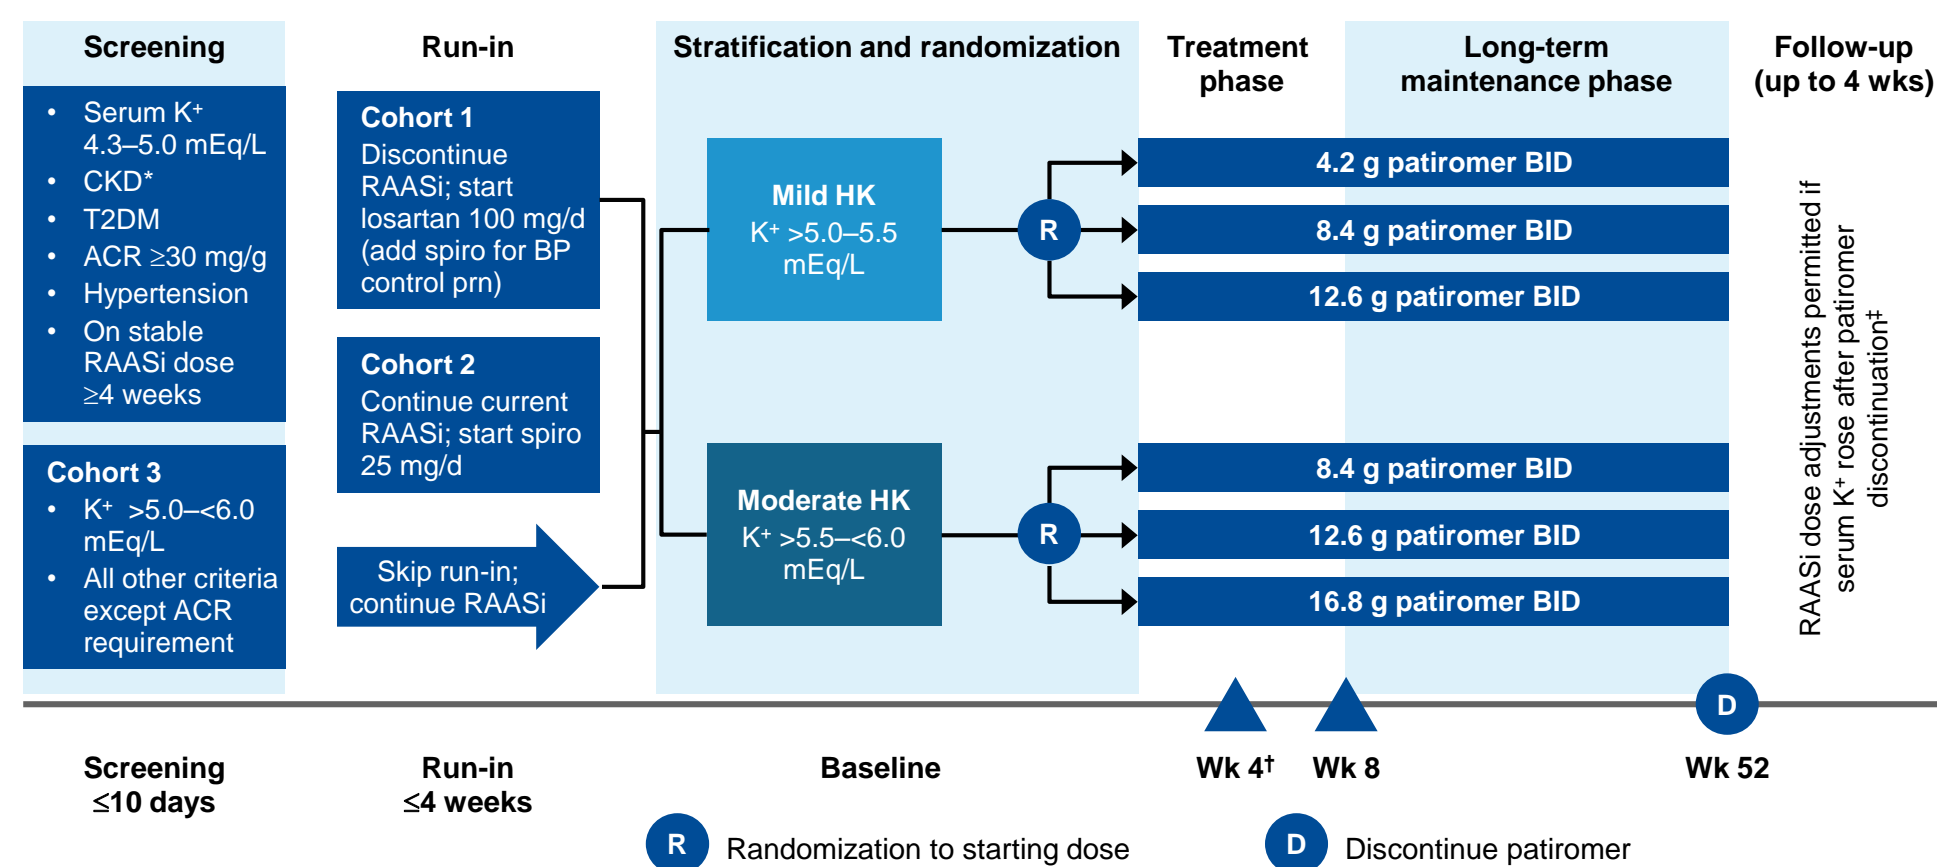 Screening
Run-in
Stratification and randomization
Treatment
phase
Long-term
maintenance phase
Follow-up
(up to 4 wks)
• Serum K⁺
4.3–5.0 mEq/L
• CKD*
• T2DM
• ACR ≥30 mg/g
• Hypertension
• On stable
RAASi dose
≥4 weeks
Cohort 3
• K⁺ >5.0–<6.0
mEq/L
• All other criteria
except ACR
requirement
Cohort 1
Discontinue
RAASi; start
losartan 100 mg/d
(add spiro for BP
control prn)
Cohort 2
Continue current
RAASi; start spiro
25 mg/d
Skip run-in;
continue RAASi
Mild HK
K⁺ >5.0–5.5
mEq/L
R
4.2 g patiromer BID
8.4 g patiromer BID
12.6 g patiromer BID
Moderate HK
K⁺ >5.5–<6.0
mEq/L
R
8.4 g patiromer BID
12.6 g patiromer BID
16.8 g patiromer BID
RAASi dose adjustments permitted if
serum K⁺ rose after patiromer
discontinuation‡
D
Screening
≤10 days
Run-in
≤4 weeks
Baseline
Wk 4†
Wk 8
Wk 52
R Randomization to starting dose
D Discontinue patiromer